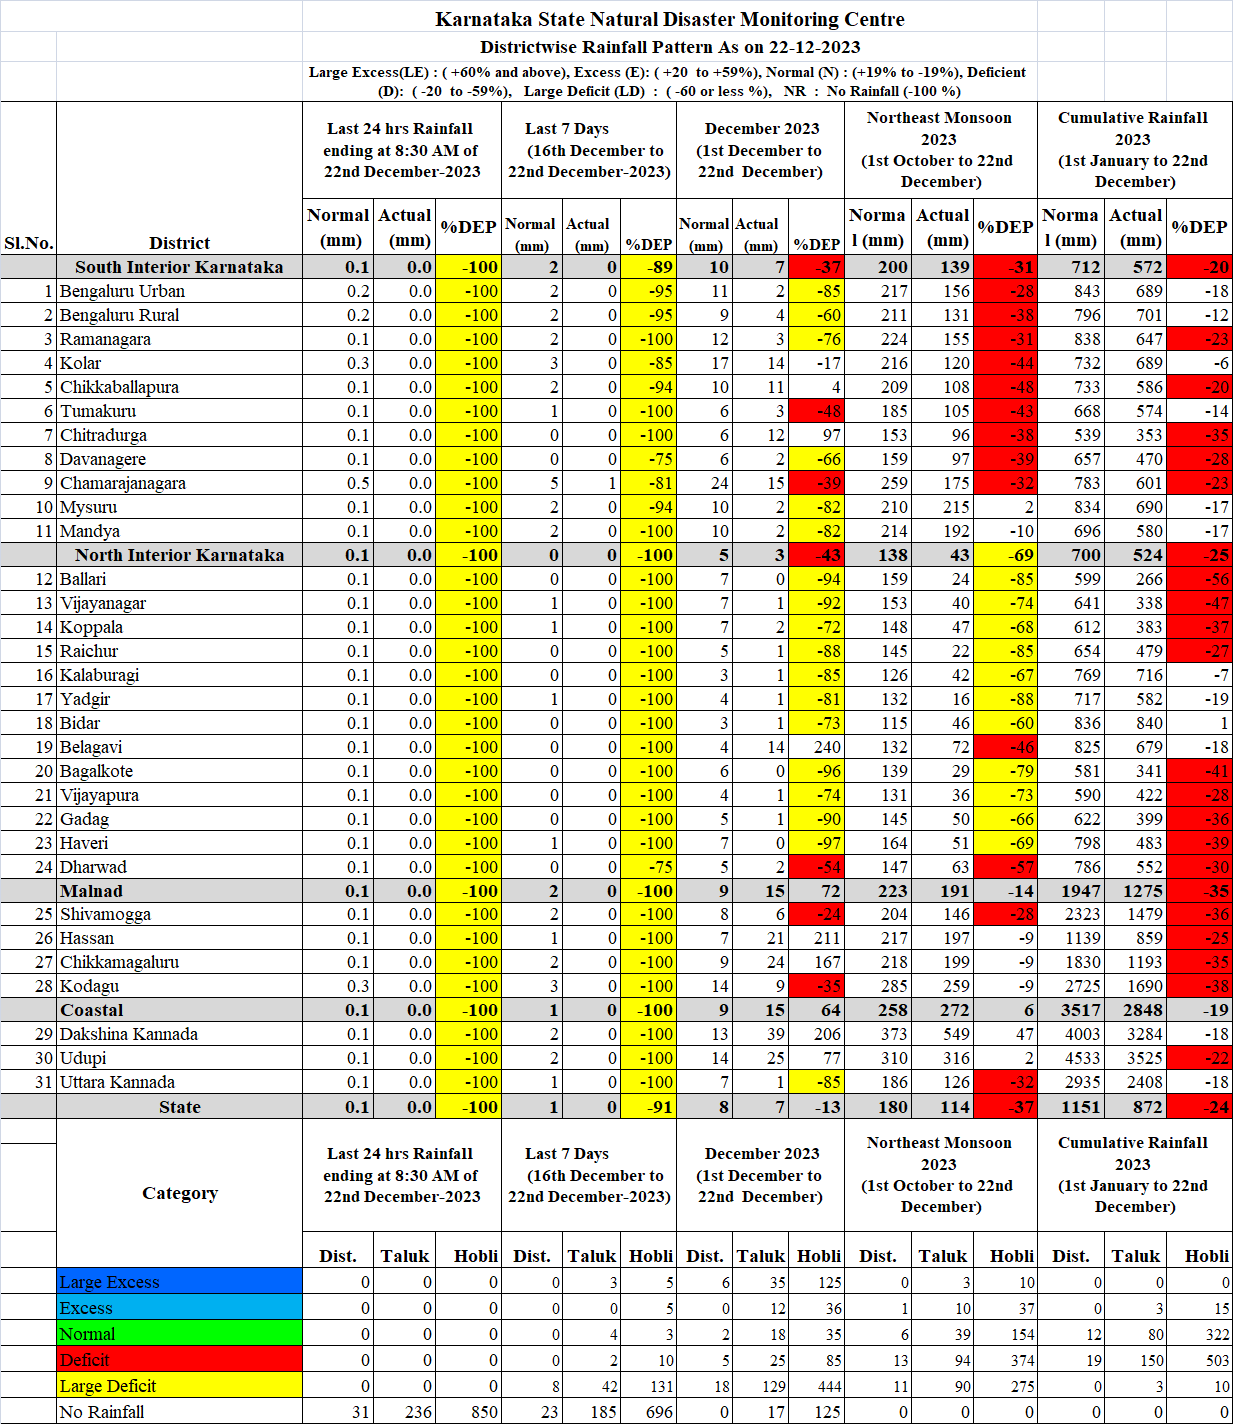 Karnataka State Natural Disaster Monitoring Centre
Districtwise Rainfall Pattern As on 22-12-2023
Large Excess(LE) : ( +60% and above), Excess (E): ( +20 to +59%), Normal (N) : (+19% to -19%), Deficient
(D): ( -20 to -59%), Large Deficit (LD) : ( -60 or less %), NR : No Rainfall (-100 %)
Sl.No. District Last 24 hrs Rainfall ending at 8:30 AM of 22nd December-2023 Last 7 Days (16th December to 22nd December-2023) December 2023 (1st December to 22nd December) Northeast Monsoon 2023 (1st October to 22nd December) Cumulative Rainfall 2023 (1st January to 22nd December)
Normal (mm) Actual (mm) %DEP Normal (mm) Actual (mm) %DEP Normal (mm) Actual (mm) %DEP Norma l (mm) Actual (mm) %DEP Norma l (mm) Actual (mm) %DEP
South Interior Karnataka 0.1 0.0 -100 2 0 -89 10 7 -37 200 139 -31 712 572 -20
1 Bengaluru Urban 0.2 0.0 -100 2 0 -95 11 2 -85 217 156 -28 843 689 -18
2 Bengaluru Rural 0.2 0.0 -100 2 0 -95 9 4 -60 211 131 -38 796 701 -12
3 Ramanagara 0.1 0.0 -100 2 0 -100 12 3 -76 224 155 -31 838 647 -23
4 Kolar 0.3 0.0 -100 3 0 -85 17 14 -17 216 120 -44 732 689 -6
5 Chikkaballapura 0.1 0.0 -100 2 0 -94 10 11 4 209 108 -48 733 586 -20
6 Tumakuru 0.1 0.0 -100 1 0 -100 6 3 -48 185 105 -43 668 574 -14
7 Chitradurga 0.1 0.0 -100 0 0 -100 6 12 97 153 96 -38 539 353 -35
8 Davanagere 0.1 0.0 -100 0 0 -75 6 2 -66 159 97 -39 657 470 -28
9 Chamarajanagara 0.5 0.0 -100 5 1 -81 24 15 -39 259 175 -32 783 601 -23
10 Mysuru 0.1 0.0 -100 2 0 -94 10 2 -82 210 215 2 834 690 -17
11 Mandya 0.1 0.0 -100 2 0 -100 10 2 -82 214 192 -10 696 580 -17
North Interior Karnataka 0.1 0.0 -100 0 0 -100 5 3 -43 138 43 -69 700 524 -25
12 Ballari 0.1 0.0 -100 0 0 -100 7 0 -94 159 24 -85 599 266 -56
13 Vijayanagar 0.1 0.0 -100 1 0 -100 7 1 -92 153 40 -74 641 338 -47
14 Koppala 0.1 0.0 -100 1 0 -100 7 2 -72 148 47 -68 612 383 -37
15 Raichur 0.1 0.0 -100 0 0 -100 5 1 -88 145 22 -85 654 479 -27
16 Kalaburagi 0.1 0.0 -100 0 0 -100 3 1 -85 126 42 -67 769 716 -7
17 Yadgir 0.1 0.0 -100 1 0 -100 4 1 -81 132 16 -88 717 582 -19
18 Bidar 0.1 0.0 -100 0 0 -100 3 1 -73 115 46 -60 836 840 1
19 Belagavi 0.1 0.0 -100 0 0 -100 4 14 240 132 72 -46 825 679 -18
20 Bagalkote 0.1 0.0 -100 0 0 -100 6 0 -96 139 29 -79 581 341 -41
21 Vijayapura 0.1 0.0 -100 0 0 -100 4 1 -74 131 36 -73 590 422 -28
22 Gadag 0.1 0.0 -100 0 0 -100 5 1 -90 145 50 -66 622 399 -36
23 Haveri 0.1 0.0 -100 1 0 -100 7 0 -97 164 51 -69 798 483 -39
24 Dharwad 0.1 0.0 -100 0 0 -75 5 2 -54 147 63 -57 786 552 -30
Malnad 0.1 0.0 -100 2 0 -100 9 15 72 223 191 -14 1947 1275 -35
25 Shivamogga 0.1 0.0 -100 2 0 -100 8 6 -24 204 146 -28 2323 1479 -36
26 Hassan 0.1 0.0 -100 1 0 -100 7 21 211 217 197 -9 1139 859 -25
27 Chikkamagaluru 0.1 0.0 -100 2 0 -100 9 24 167 218 199 -9 1830 1193 -35
28 Kodagu 0.3 0.0 -100 3 0 -100 14 9 -35 285 259 -9 2725 1690 -38
Coastal 0.1 0.0 -100 1 0 -100 9 15 64 258 272 6 3517 2848 -19
29 Dakshina Kannada 0.1 0.0 -100 2 0 -100 13 39 206 373 549 47 4003 3284 -18
30 Udupi 0.1 0.0 -100 2 0 -100 14 25 77 310 316 2 4533 3525 -22
31 Uttara Kannada 0.1 0.0 -100 1 0 -100 7 1 -85 186 126 -32 2935 2408 -18
State 0.1 0.0 -100 1 0 -91 8 7 -13 180 114 -37 1151 872 -24
Category Last 24 hrs Rainfall ending at 8:30 AM of 22nd December-2023 Last 7 Days (16th December to 22nd December-2023) December 2023 (1st December to 22nd December) Northeast Monsoon 2023 (1st October to 22nd December) Cumulative Rainfall 2023 (1st January to 22nd December)
Dist. Taluk Hobli Dist. Taluk Hobli Dist. Taluk Hobli Dist. Taluk Hobli Dist. Taluk Hobli
Large Excess 0 0 0 0 3 5 6 35 125 0 3 10 0 0 0
Excess 0 0 0 0 0 5 0 12 36 1 10 37 0 3 15
Normal 0 0 0 0 4 3 2 18 35 6 39 154 12 80 322
Deficit 0 0 0 0 2 10 5 25 85 13 94 374 19 150 503
Large Deficit 0 0 0 8 42 131 18 129 444 11 90 275 0 3 10
No Rainfall 31 236 850 23 185 696 0 17 125 0 0 0 0 0 0